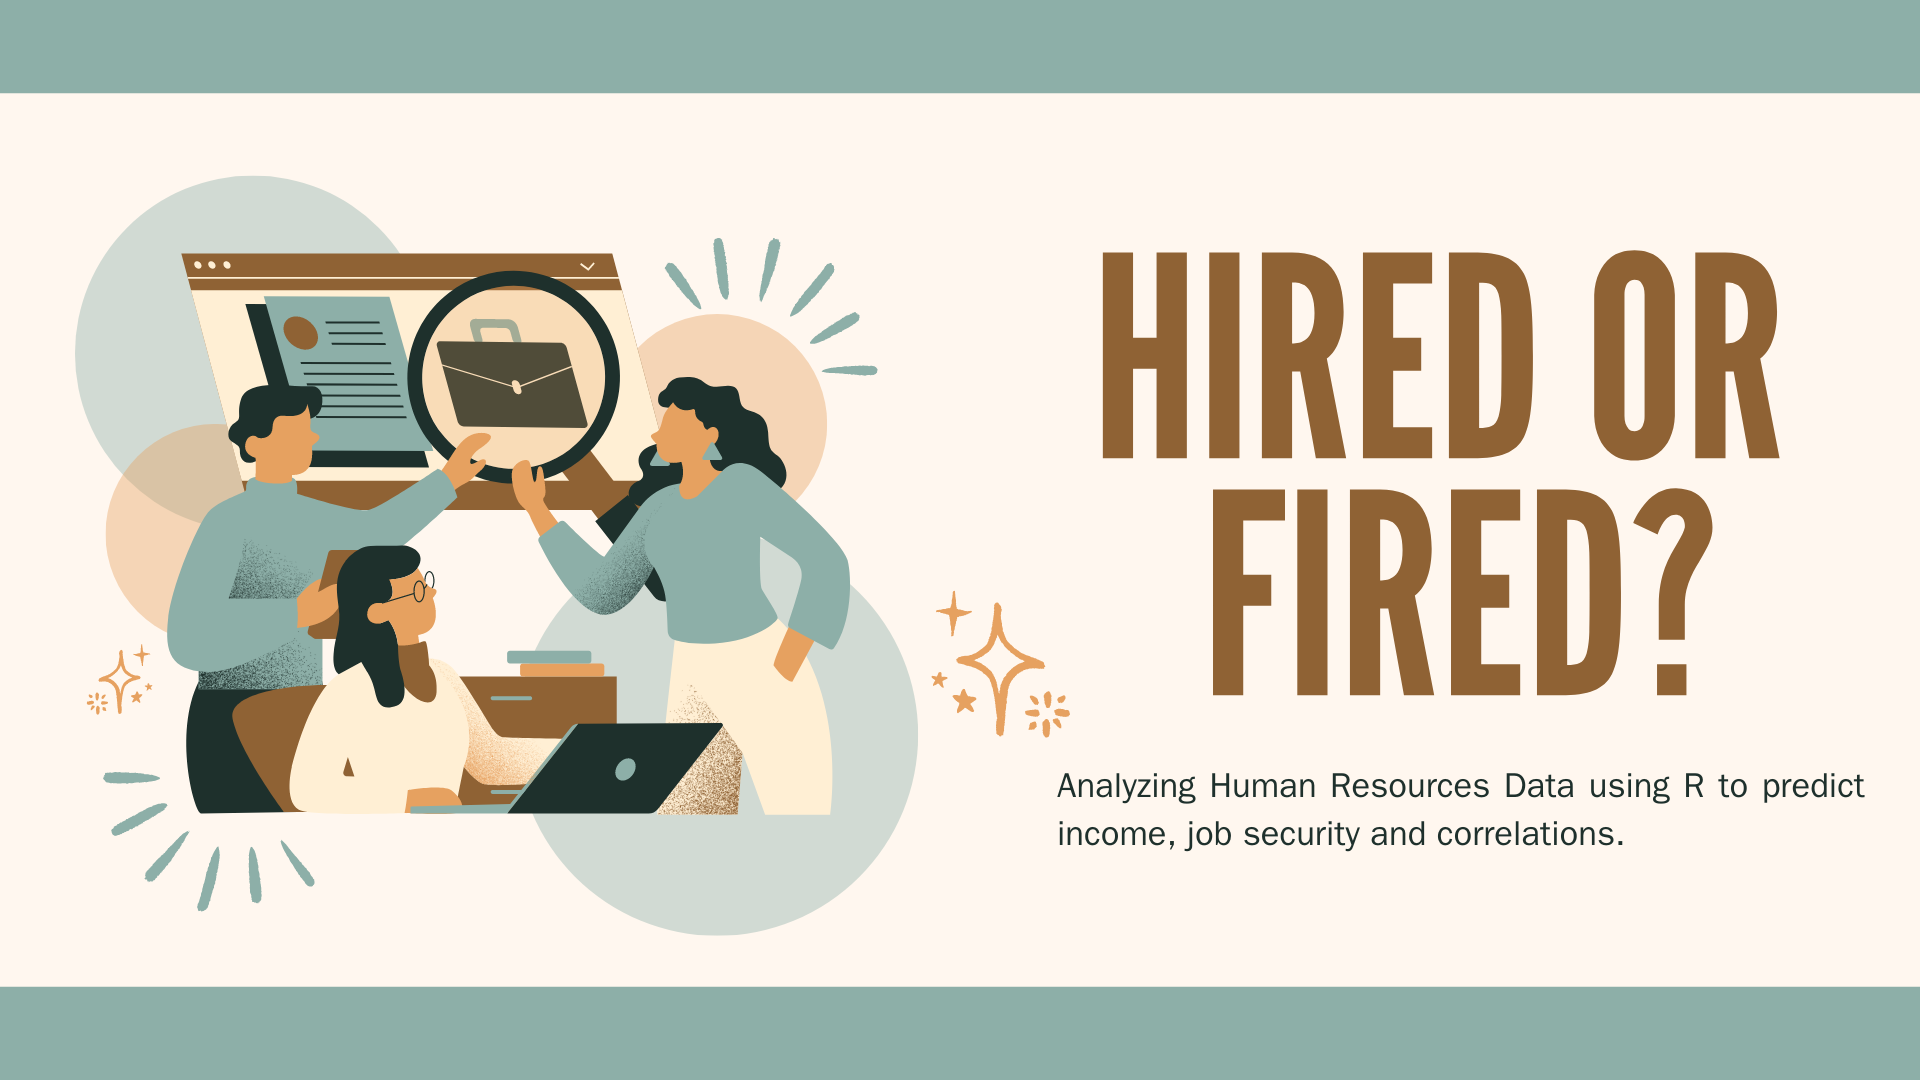 HIRED OR
FIRED?
Analyzing Human Resources Data using R to predict
income, job security and correlations.